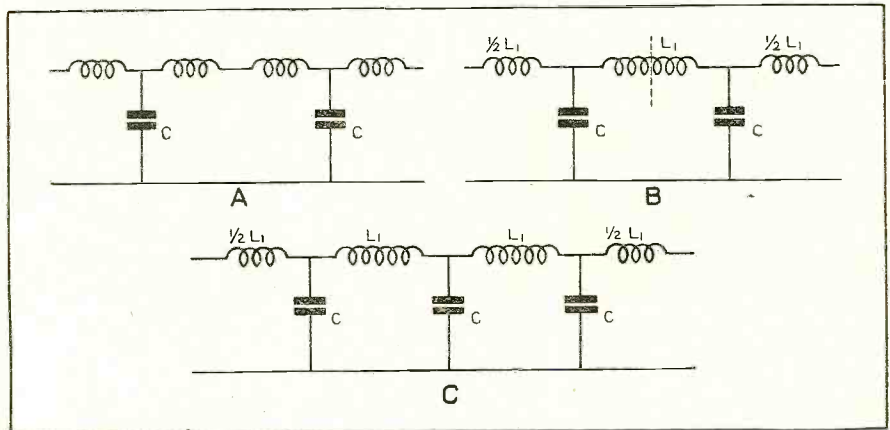 ½ L₁ L₁ ½ L₁
C C C C
A B
½ L₁ L₁ L₁ ½ L₁
C C C
C